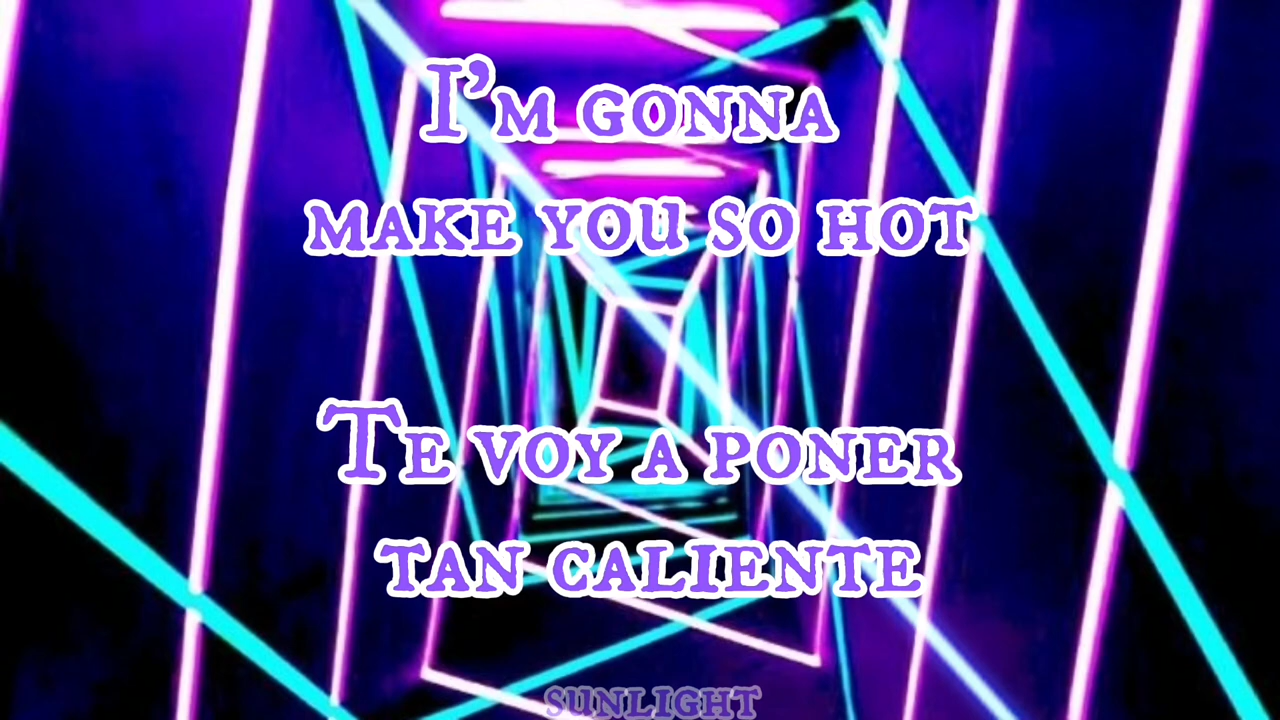 I'm gonna
make you so hot
Te voy a poner
tan caliente
SUNLIGHT